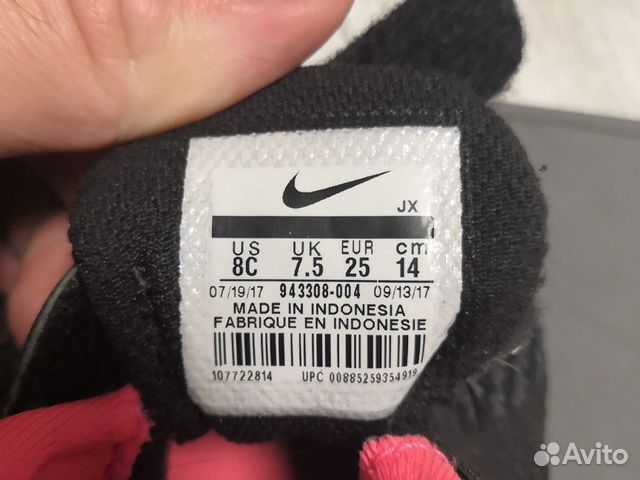 JX
US UK EUR cm
8C 7.5 25 14
07/19/17 943308-004 09/13/17
MADE IN INDONESIA
FABRIQUE EN INDONESIE
107722814 UPC 00885259354919
Avito